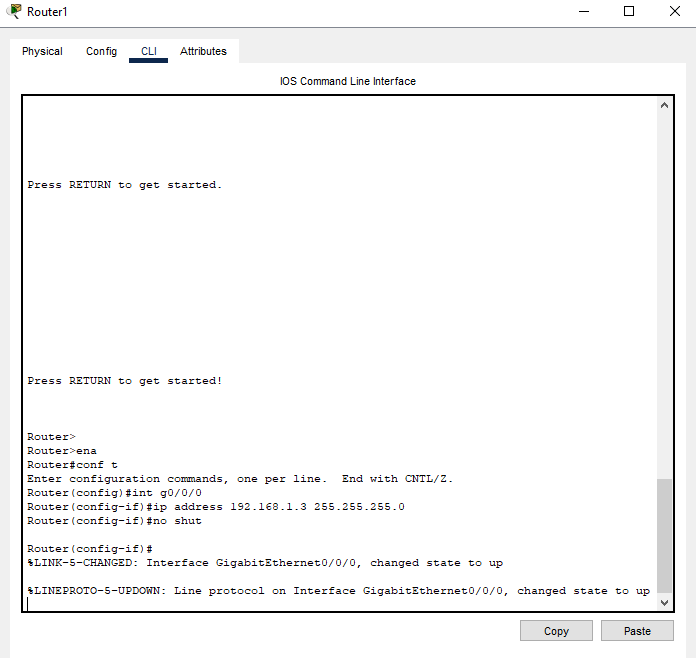 Router1
Physical Config CLI Attributes
IOS Command Line Interface
Press RETURN to get started.
Press RETURN to get started!
Router>
Router>ena
Router#conf t
Enter configuration commands, one per line.  End with CNTL/Z.
Router(config)#int g0/0/0
Router(config-if)#ip address 192.168.1.3 255.255.255.0
Router(config-if)#no shut
Router(config-if)#
%LINK-5-CHANGED: Interface GigabitEthernet0/0/0, changed state to up
%LINEPROTO-5-UPDOWN: Line protocol on Interface GigabitEthernet0/0/0, changed state to up
Copy Paste